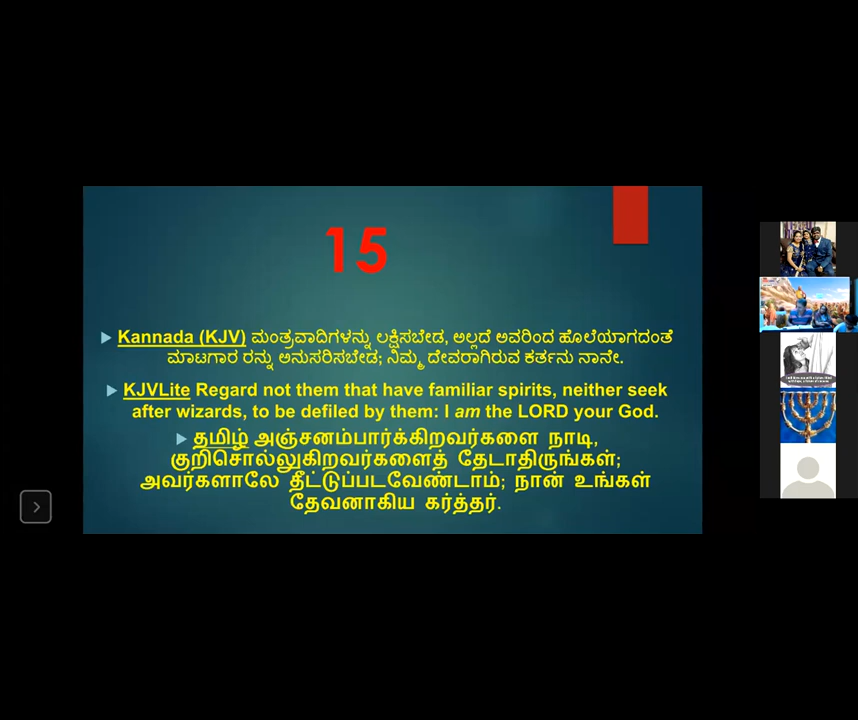 15
Kannada (KJV) ಮಂತ್ರವಾದಿಗಳನ್ನು ಲಕ್ಷಿಸಬೇಡ, ಅಲ್ಲದೆ ಅವರಿಂದ ಹೊಲೆಯಾಗದಂತೆ
ಮಾಟಗಾರ ರನ್ನು ಅನುಸರಿಸಬೇಡ; ನಿಮ್ಮ ದೇವರಾಗಿರುವ ಕರ್ತನು ನಾನೇ.
KJVLite Regard not them that have familiar spirits, neither seek
after wizards, to be defiled by them: I am the LORD your God.
தமிழ் அஞ்சனம்பார்க்கிறவர்களை நாடி,
குறிசொல்லுகிறவர்களைத் தேடாதிருங்கள்;
அவர்களாலே தீட்டுப்படவேண்டாம்; நான் உங்கள்
தேவனாகிய கர்த்தர்.